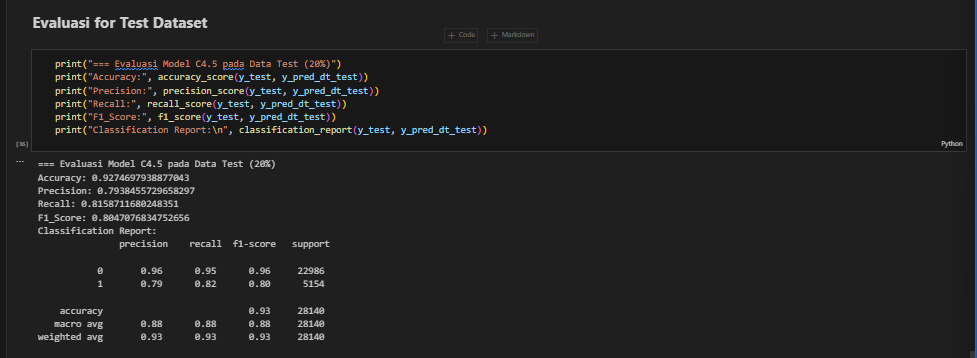 Evaluasi for Test Dataset
+ Code + Markdown
print("=== Evaluasi Model C4.5 pada Data Test (20%)")
print("Accuracy:", accuracy_score(y_test, y_pred_dt_test))
print("Precision:", precision_score(y_test, y_pred_dt_test))
print("Recall:", recall_score(y_test, y_pred_dt_test))
print("F1_Score:", f1_score(y_test, y_pred_dt_test))
print("Classification Report:\n", classification_report(y_test, y_pred_dt_test))
[36] Python
...
=== Evaluasi Model C4.5 pada Data Test (20%)
Accuracy: 0.9274697938877043
Precision: 0.7938455729658297
Recall: 0.8158711680248351
F1_Score: 0.8047076834752656
Classification Report:
precision recall f1-score support
0 0.96 0.95 0.96 22986
1 0.79 0.82 0.80 5154
accuracy 0.93 28140
macro avg 0.88 0.88 0.88 28140
weighted avg 0.93 0.93 0.93 28140